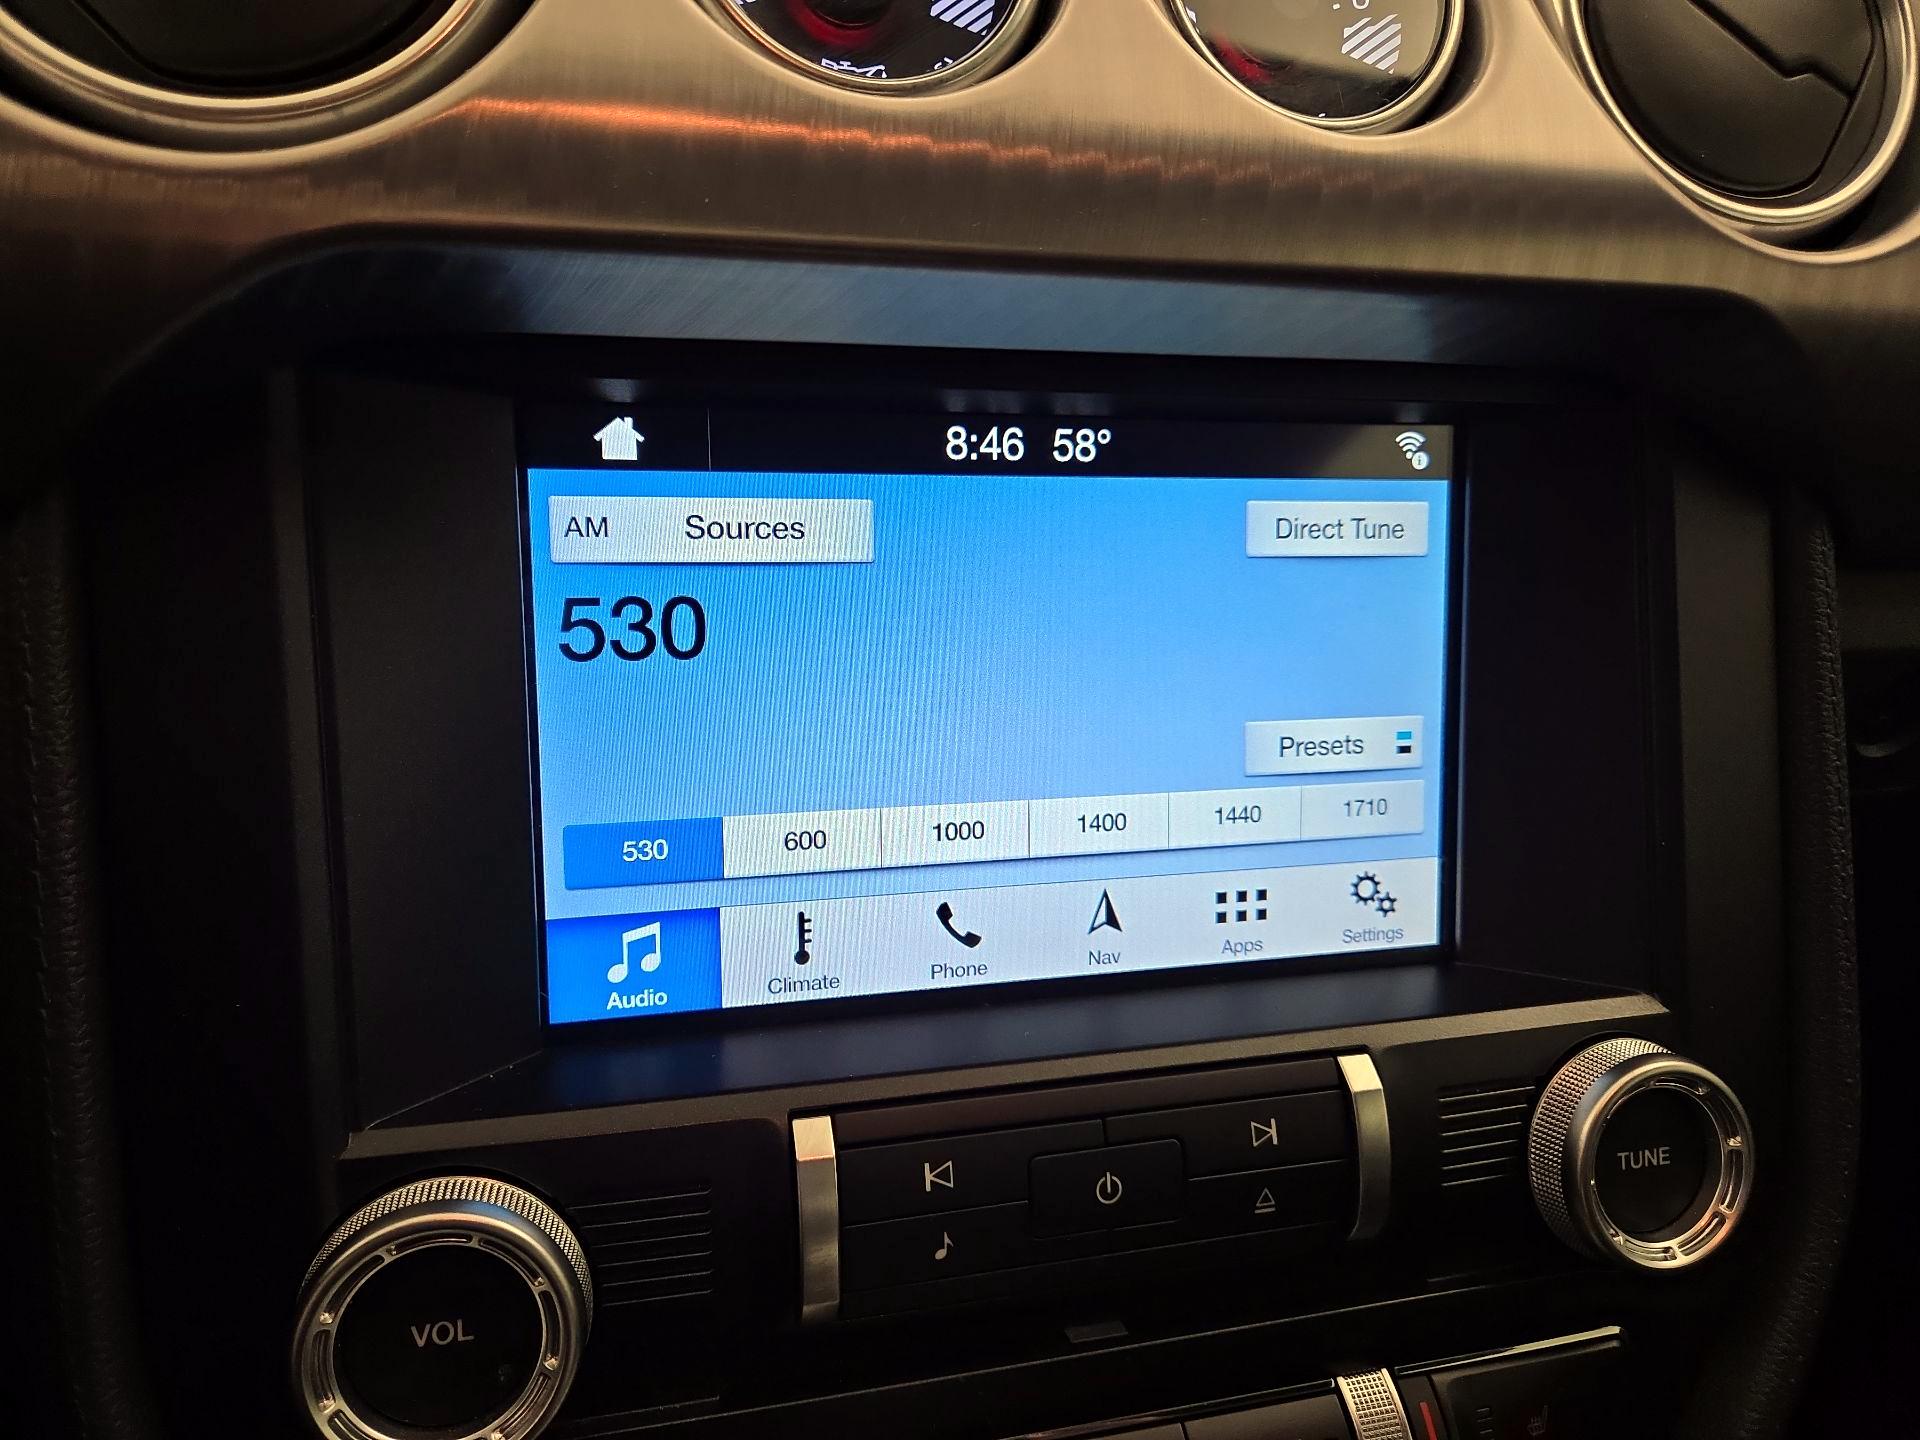 8:46 58°
AM Sources
Direct Tune
530
Presets
530 600 1000 1400 1440 1710
Audio Climate Phone Nav Apps Settings
TUNE
VOL